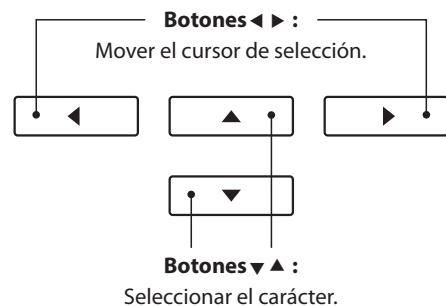 Botones ◀ ▶ :
Mover el cursor de selección.
Botones ▼ ▲ :
Seleccionar el carácter.